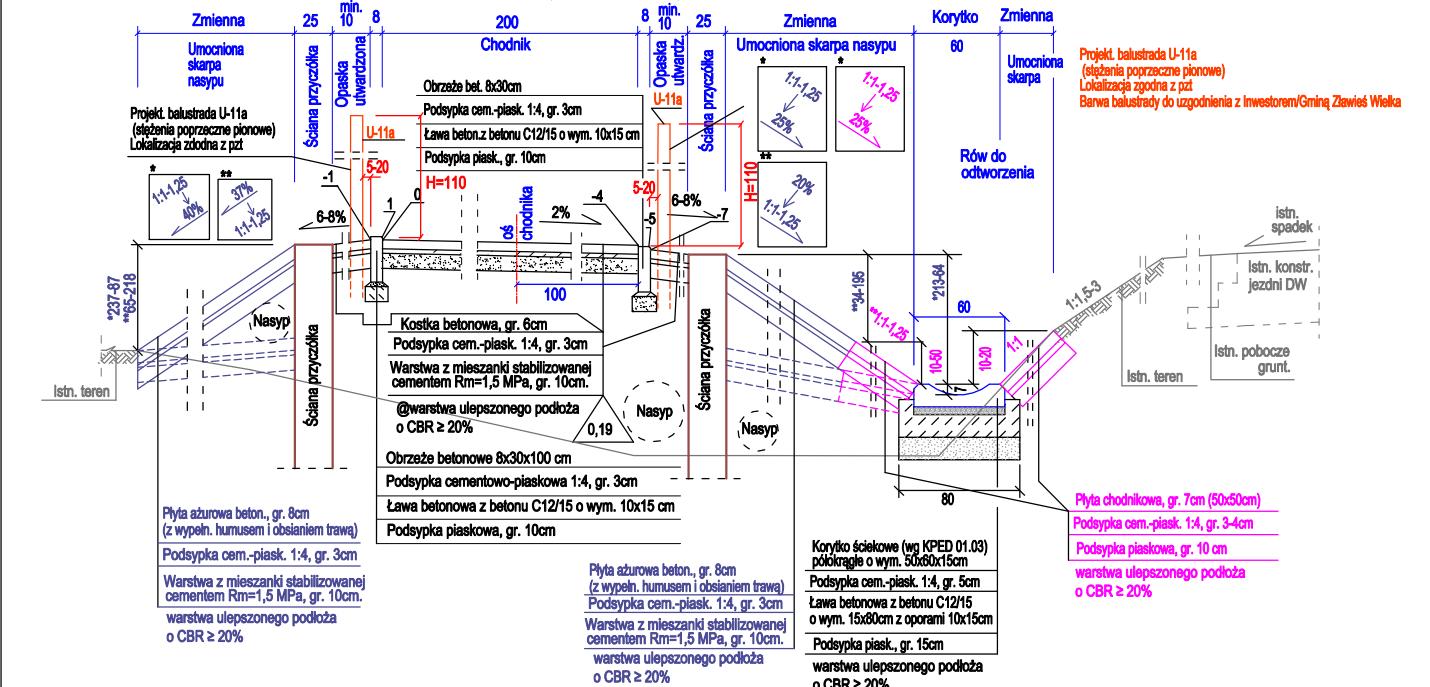 Zmienna
25
min.
10
8
200
8
min.
10
25
Zmienna
Korytko
Zmienna
Umocniona
skarpa
nasypu
Ściana przyczółka
Opaska
utwardzona
Chodnik
Opaska
utwardz.
Ściana przyczółka
Umocniona skarpa nasypu
60
Umocniona
skarpa
Projekt. balustrada U-11a
(stężenia poprzeczne pionowe)
Lokalizacja zgodna z pzt
Barwa balustrady do uzgodnienia z Inwestorem/Gminą Zławieś Wielka
Projekt. balustrada U-11a
(stężenia poprzeczne pionowe)
Lokalizacja zdodna z pzt
Obrzeże bet. 8x30cm
Podsypka cem.-piask. 1:4, gr. 3cm
Ława beton.z betonu C12/15 o wym. 10x15 cm
Podsypka piask., gr. 10cm
U-11a
U-11a
*
1:1-1,25
25%
*
1:1-1,25
25%
**
20%
1:1-1,25
*
1:1-1,25
40%
**
37%
1:1-1,25
5-20
H=110
5-20
H=110
-1
1
0
6-8%
2%
oś
chodnika
-4
-5
6-8%
-7
100
Rów do
odtworzenia
istn.
spadek
Istn. konstr.
jezdni DW
Istn. pobocze
grunt.
Istn. teren
1:1,5-3
*237-87
**65-218
Istn. teren
Nasyp
Ściana przyczółka
Nasyp
Ściana przyczółka
Nasyp
**34-195
*213-64
**1:1-1,25
60
10-50
10-20
1:1
7
80
Kostka betonowa, gr. 6cm
Podsypka cem.-piask. 1:4, gr. 3cm
Warstwa z mieszanki stabilizowanej
cementem Rm=1,5 MPa, gr. 10cm.
@warstwa ulepszonego podłoża
o CBR ≥ 20%
0,19
Obrzeże betonowe 8x30x100 cm
Podsypka cementowo-piaskowa 1:4, gr. 3cm
Ława betonowa z betonu C12/15 o wym. 10x15 cm
Podsypka piaskowa, gr. 10cm
Płyta ażurowa beton., gr. 8cm
(z wypełn. humusem i obsianiem trawą)
Podsypka cem.-piask. 1:4, gr. 3cm
Warstwa z mieszanki stabilizowanej
cementem Rm=1,5 MPa, gr. 10cm.
warstwa ulepszonego podłoża
o CBR ≥ 20%
Płyta ażurowa beton., gr. 8cm
(z wypełn. humusem i obsianiem trawą)
Podsypka cem.-piask. 1:4, gr. 3cm
Warstwa z mieszanki stabilizowanej
cementem Rm=1,5 MPa, gr. 10cm.
warstwa ulepszonego podłoża
o CBR ≥ 20%
Korytko ściekowe (wg KPED 01.03)
półokrągłe o wym. 50x60x15cm
Podsypka cem.-piask. 1:4, gr. 5cm
Ława betonowa z betonu C12/15
o wym. 15x80cm z oporami 10x15cm
Podsypka piask., gr. 15cm
warstwa ulepszonego podłoża
o CBR ≥ 20%
Płyta chodnikowa, gr. 7cm (50x50cm)
Podsypka cem.-piask. 1:4, gr. 3-4cm
Podsypka piaskowa, gr. 10 cm
warstwa ulepszonego podłoża
o CBR ≥ 20%